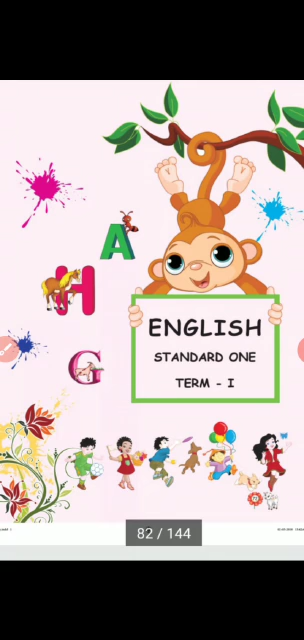 A
H
G
ENGLISH
STANDARD ONE
TERM - I
82 / 144